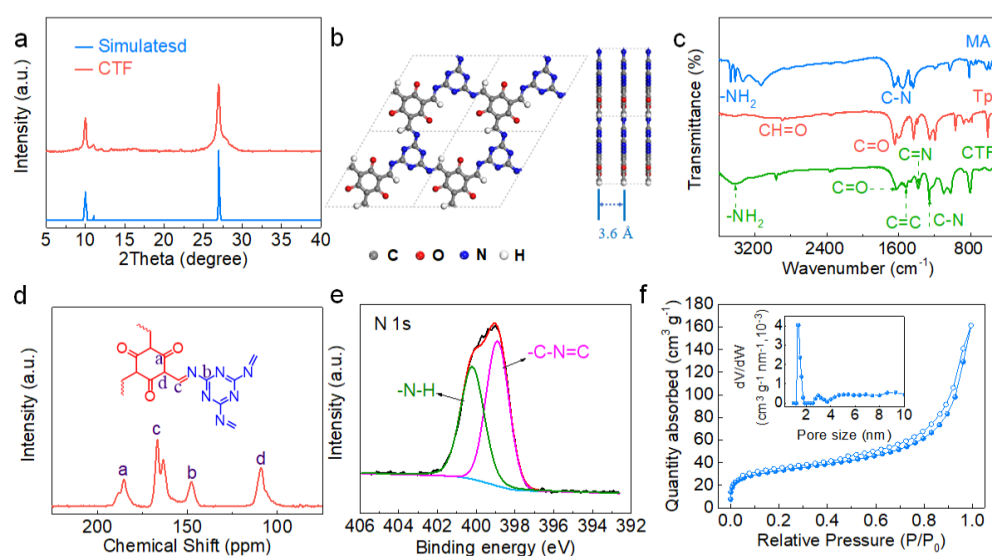 a
Simulatesd
CTF
Intensity (a.u.)
5 10 15 20 25 30 35 40
2Theta (degree)
b
3.6 Å
C O N H
c
MA
-NH2
C-N
Tp
CH=O
C=O
C=N
CTF
C=O
-NH2
C=C
C-N
Transmittance (%)
3200 2400 1600 800
Wavenumber (cm-1)
d
O
O
a
b
d
N
N
c
N
N
N
O
N
N
c
a
b
d
Intensity (a.u.)
200 150 100
Chemical Shift (ppm)
e
N 1s
-C-N=C
-N-H
Intensity (a.u.)
406 404 402 400 398 396 394 392
Binding energy (eV)
f
180
160
140
120
100
80
60
40
20
0
Quantity absorbed (cm3 g-1)
4
3
2
1
0
dV/dW
(cm3 g-1 nm-1,10-3)
2 4 6 8 10
Pore size (nm)
0.0 0.2 0.4 0.6 0.8 1.0
Relative Pressure (P/P0)